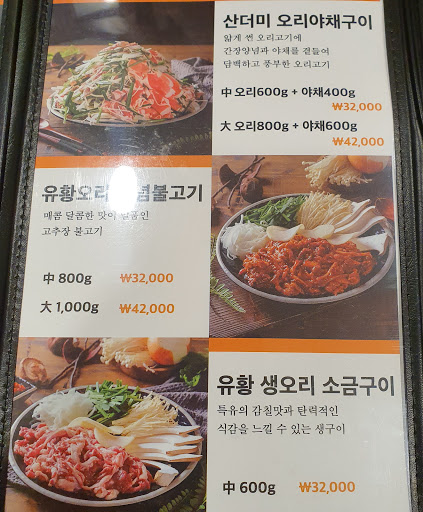 산더미 오리야채구이
얇게 썬 오리고기에
간장양념과 야채를 곁들여
담백하고 풍부한 오리고기
中 오리600g + 야채400g
₩32,000
大 오리800g + 야채600g
₩42,000
유황오리 념불고기
매콤 달콤한 맛이 일품인
고추장 불고기
中 800g ₩32,000
大 1,000g ₩42,000
유황 생오리 소금구이
특유의 감칠맛과 탄력적인
식감을 느낄 수 있는 생구이
中 600g ₩32,000